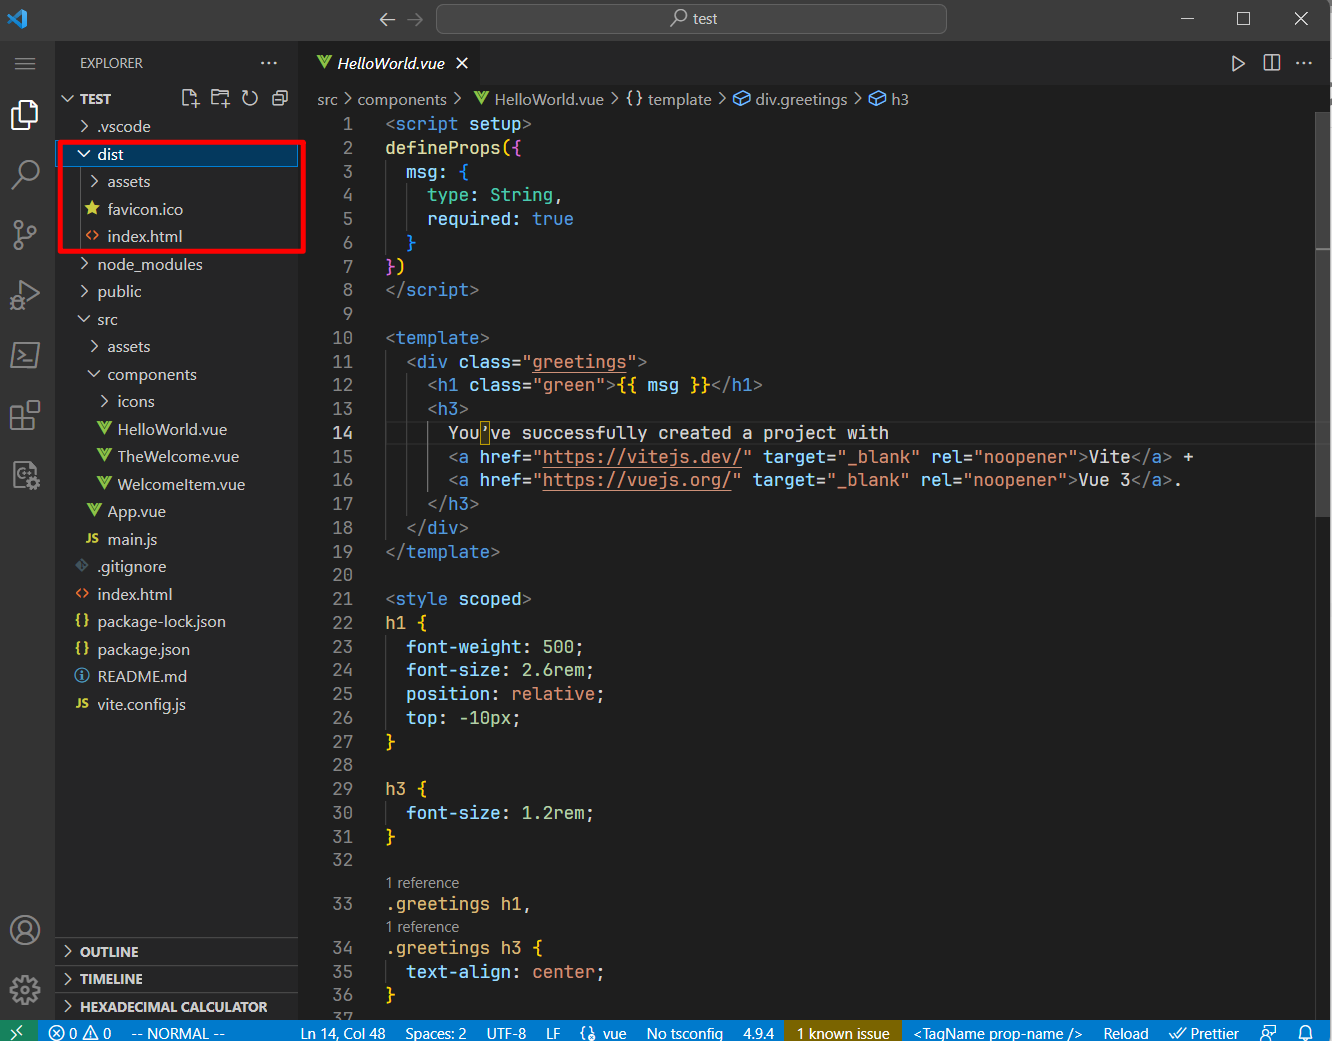 test
EXPLORER
TEST
.vscode
dist
assets
favicon.ico
index.html
node_modules
public
src
assets
components
icons
HelloWorld.vue
TheWelcome.vue
WelcomeItem.vue
App.vue
main.js
.gitignore
index.html
package-lock.json
package.json
README.md
vite.config.js
OUTLINE
TIMELINE
HEXADECIMAL CALCULATOR
HelloWorld.vue
src > components > HelloWorld.vue > {} template > div.greetings > h3
1 <script setup>
2 defineProps({
3 msg: {
4 type: String,
5 required: true
6 }
7 })
8 </script>
9
10 <template>
11 <div class="greetings">
12 <h1 class="green">{{ msg }}</h1>
13 <h3>
14 You’ve successfully created a project with
15 <a href="https://vitejs.dev/" target="_blank" rel="noopener">Vite</a> +
16 <a href="https://vuejs.org/" target="_blank" rel="noopener">Vue 3</a>.
17 </h3>
18 </div>
19 </template>
20
21 <style scoped>
22 h1 {
23 font-weight: 500;
24 font-size: 2.6rem;
25 position: relative;
26 top: -10px;
27 }
28
29 h3 {
30 font-size: 1.2rem;
31 }
32
1 reference
33 .greetings h1,
1 reference
34 .greetings h3 {
35 text-align: center;
36 }
37
0 0 -- NORMAL -- Ln 14, Col 48 Spaces: 2 UTF-8 LF {} vue No tsconfig 4.9.4 1 known issue <TagName prop-name /> Reload Prettier